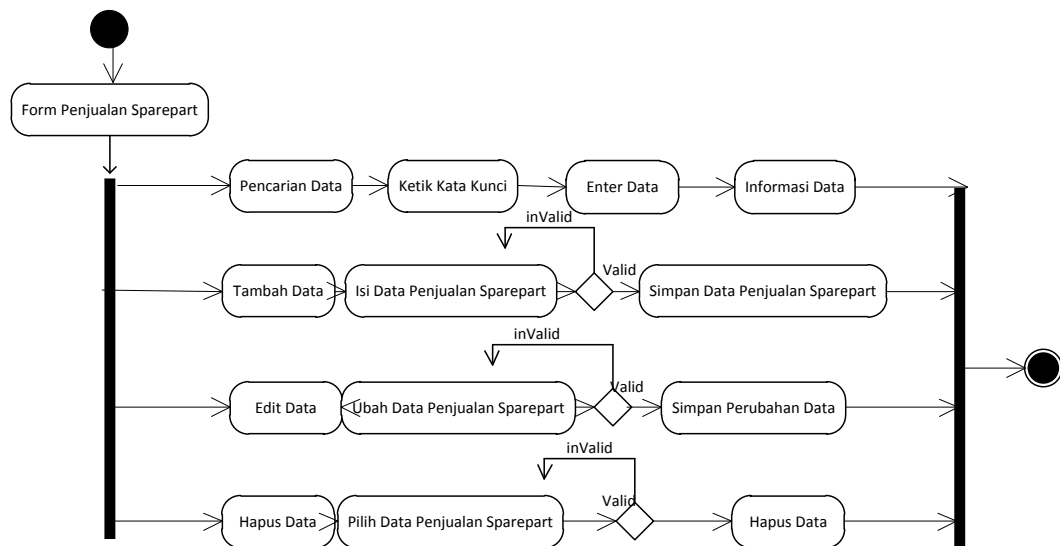 Form Penjualan Sparepart
Pencarian Data
Ketik Kata Kunci
Enter Data
Informasi Data
inValid
Valid
Tambah Data
Isi Data Penjualan Sparepart
Simpan Data Penjualan Sparepart
inValid
Valid
Edit Data
Ubah Data Penjualan Sparepart
Simpan Perubahan Data
inValid
Valid
Hapus Data
Pilih Data Penjualan Sparepart
Hapus Data